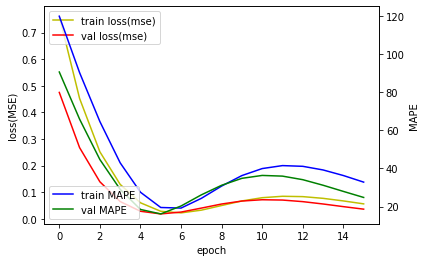 train loss(mse)
val loss(mse)
train MAPE
val MAPE
loss(MSE)
0.7
0.6
0.5
0.4
0.3
0.2
0.1
0.0
120
100
80
60
40
20
MAPE
0 2 4 6 8 10 12 14
epoch